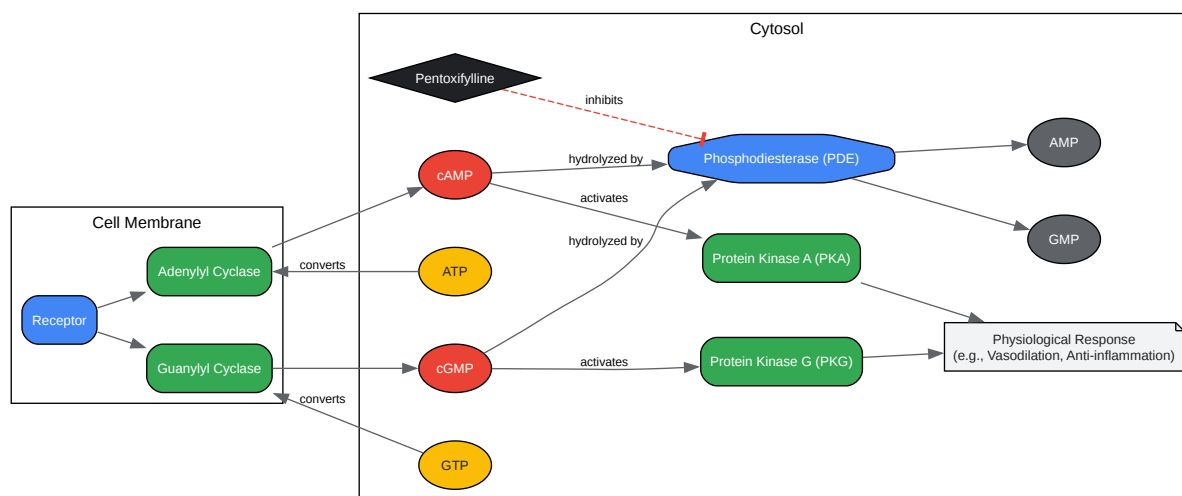 Cytosol
Pentoxifylline
inhibits
Phosphodiesterase (PDE)
AMP
cAMP
hydrolyzed by
activates
Cell Membrane
Adenylyl Cyclase
converts
ATP
hydrolyzed by
Protein Kinase A (PKA)
GMP
Receptor
Guanylyl Cyclase
cGMP
activates
Protein Kinase G (PKG)
Physiological Response
(e.g., Vasodilation, Anti-inflammation)
converts
GTP